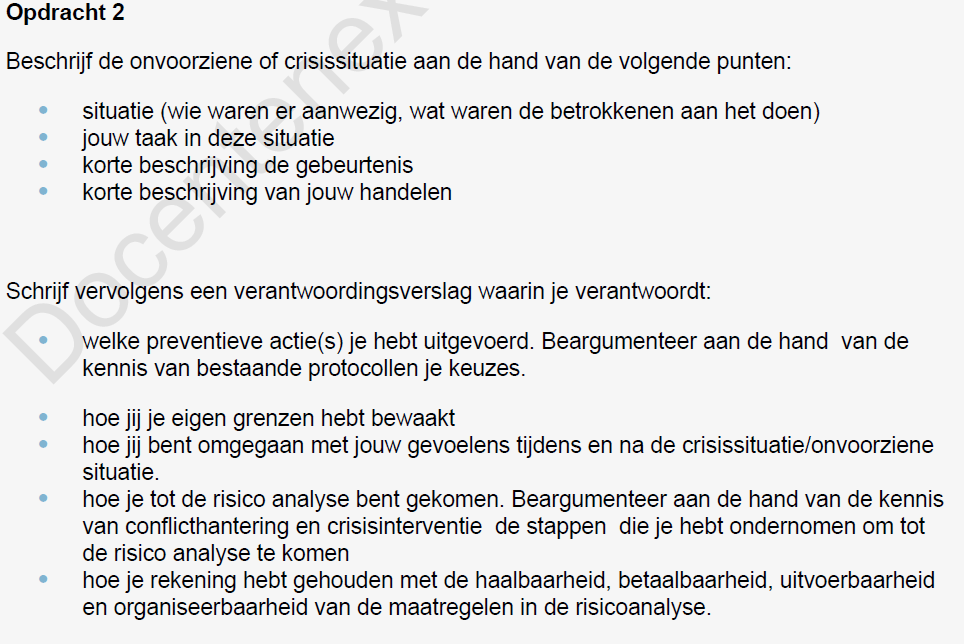 Opdracht 2
Beschrijf de onvoorziene of crisissituatie aan de hand van de volgende punten:
• situatie (wie waren er aanwezig, wat waren de betrokkenen aan het doen)
• jouw taak in deze situatie
• korte beschrijving de gebeurtenis
• korte beschrijving van jouw handelen
Schrijf vervolgens een verantwoordingsverslag waarin je verantwoordt:
• welke preventieve actie(s) je hebt uitgevoerd. Beargumenteer aan de hand van de
kennis van bestaande protocollen je keuzes.
• hoe jij je eigen grenzen hebt bewaakt
• hoe jij bent omgegaan met jouw gevoelens tijdens en na de crisissituatie/onvoorziene
situatie.
• hoe je tot de risico analyse bent gekomen. Beargumenteer aan de hand van de kennis
van conflicthantering en crisisinterventie de stappen die je hebt ondernomen om tot
de risico analyse te komen
• hoe je rekening hebt gehouden met de haalbaarheid, betaalbaarheid, uitvoerbaarheid
en organiseerbaarheid van de maatregelen in de risicoanalyse.
Docentenex